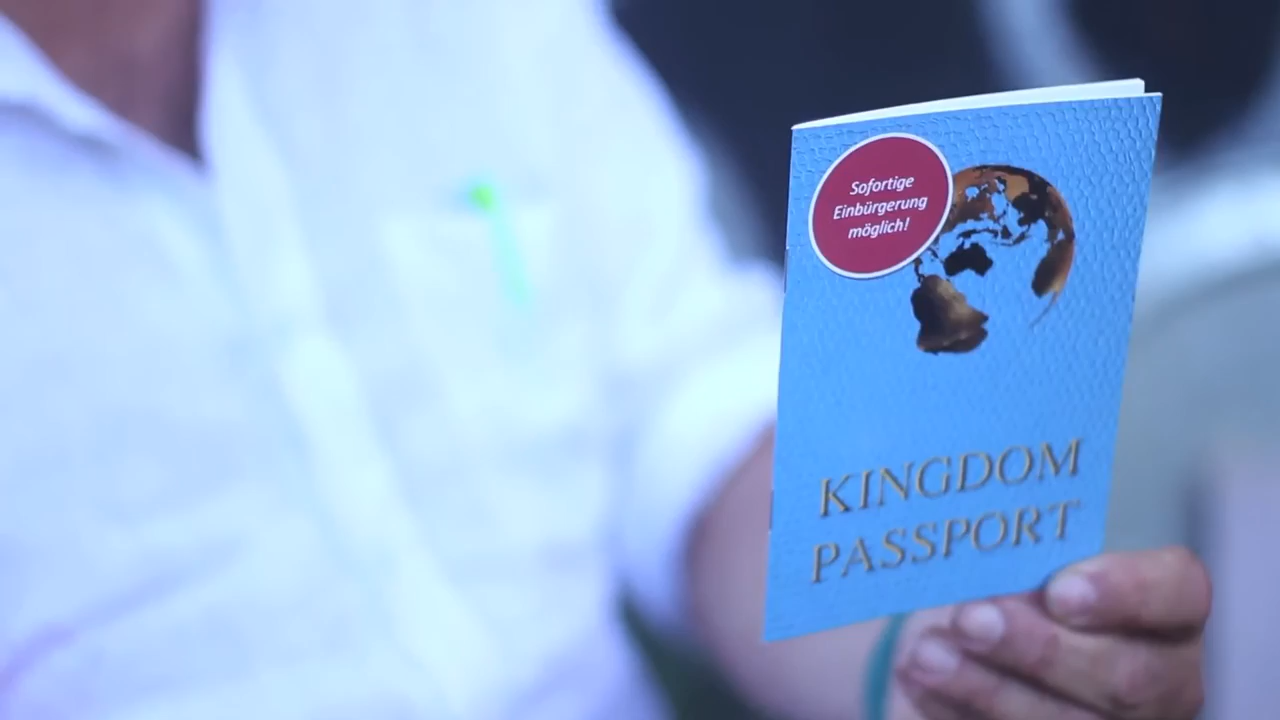 Sofortige
Einbürgerung
möglich!
KINGDOM
PASSPORT